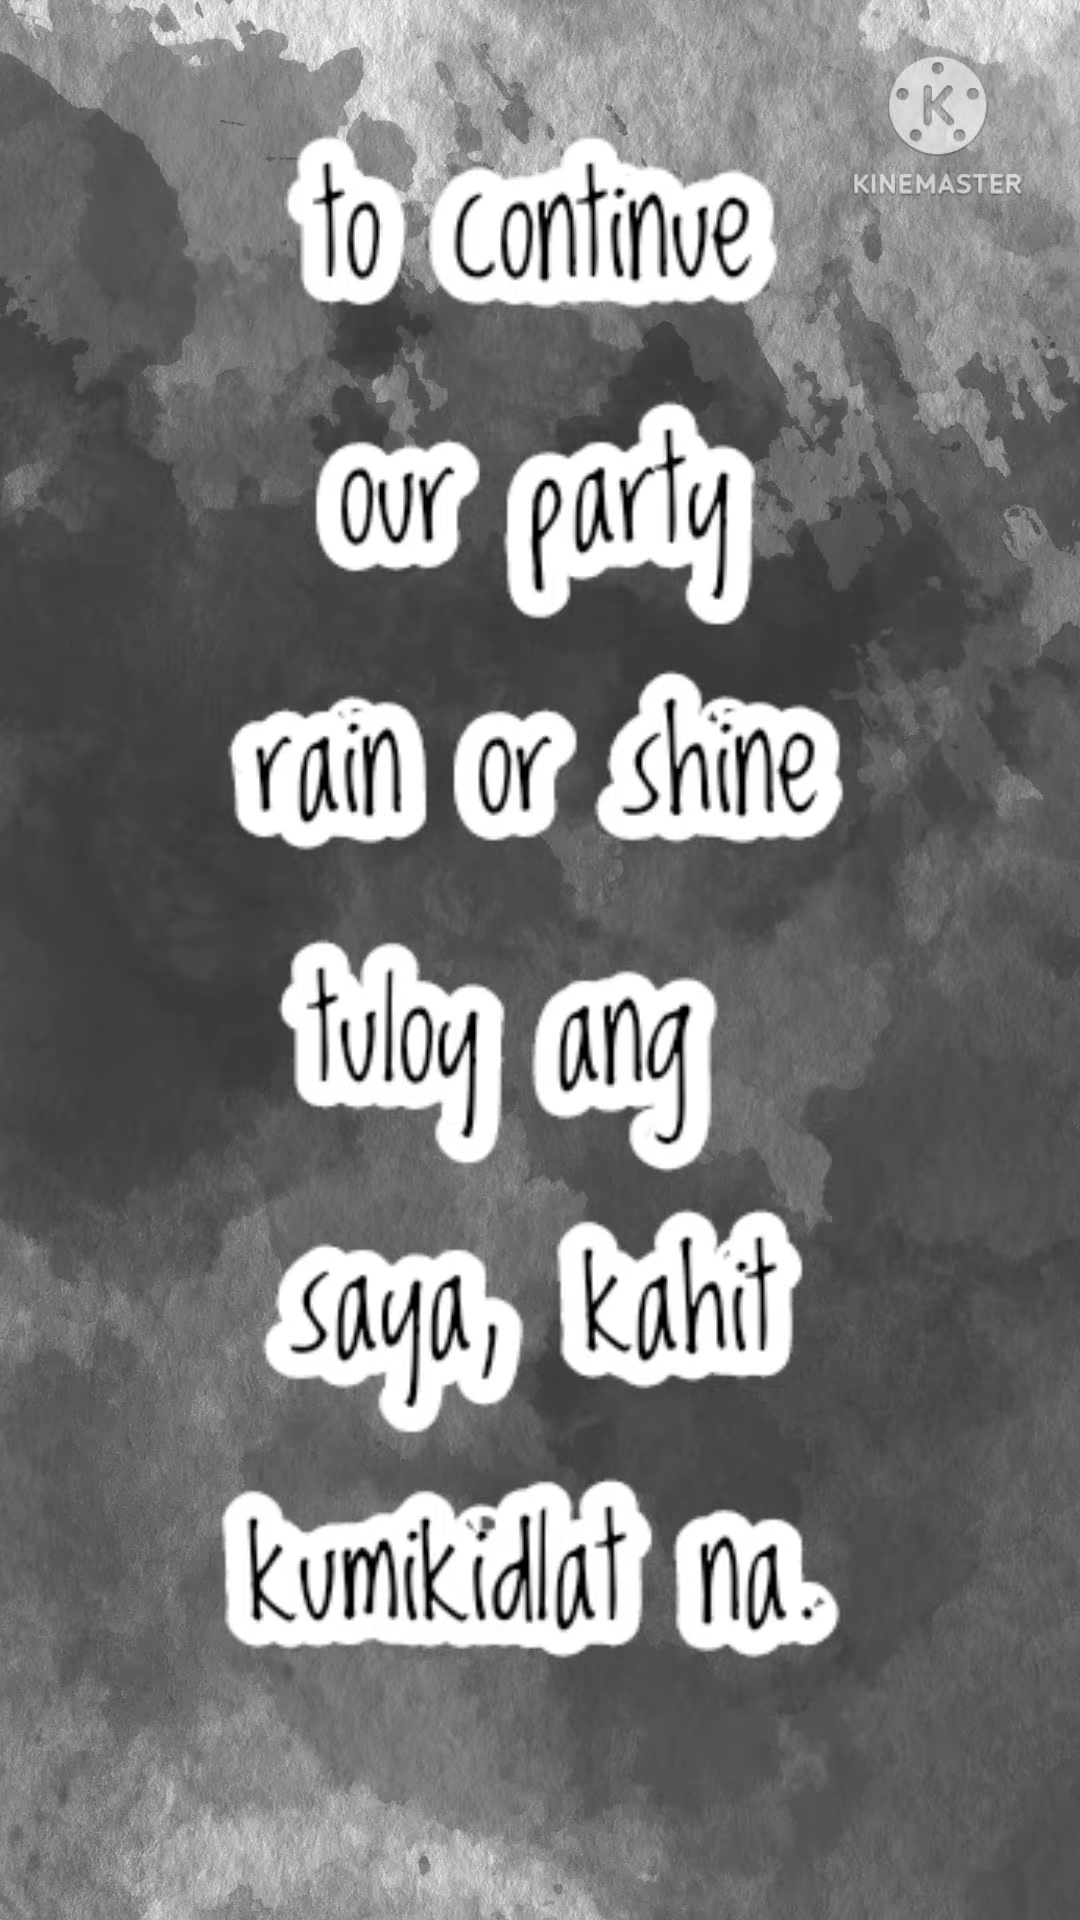 KINEMASTER
to continue
our party
rain or shine
tuloy ang
saya, kahit
kumikidlat na.